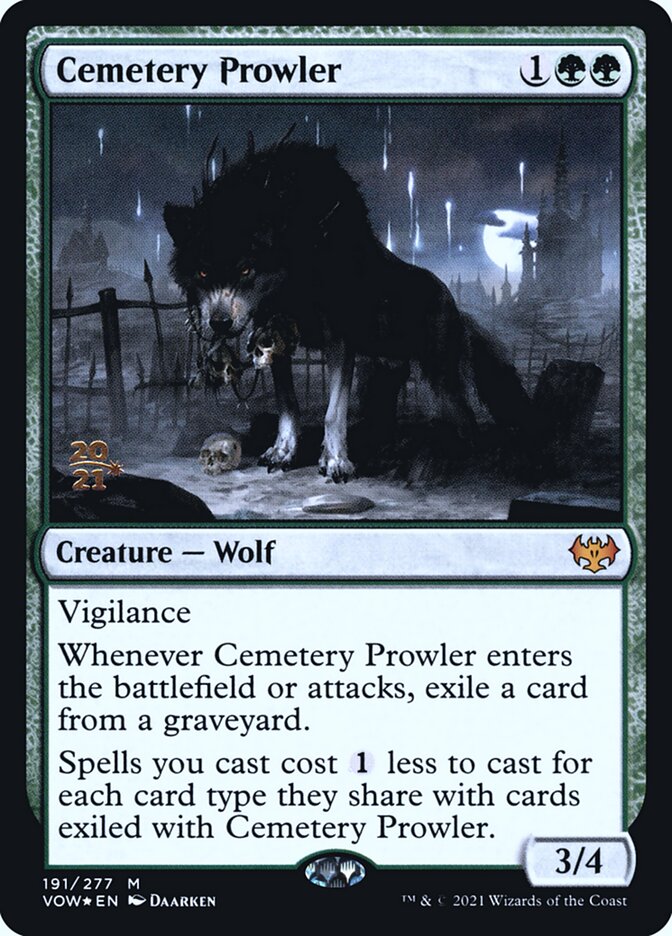 Cemetery Prowler 1
20
21
Creature — Wolf
Vigilance
Whenever Cemetery Prowler enters
the battlefield or attacks, exile a card
from a graveyard.
Spells you cast cost 1 less to cast for
each card type they share with cards
exiled with Cemetery Prowler.
3/4
191/277 M
VOW★EN DAARKEN
™ & © 2021 Wizards of the Coast